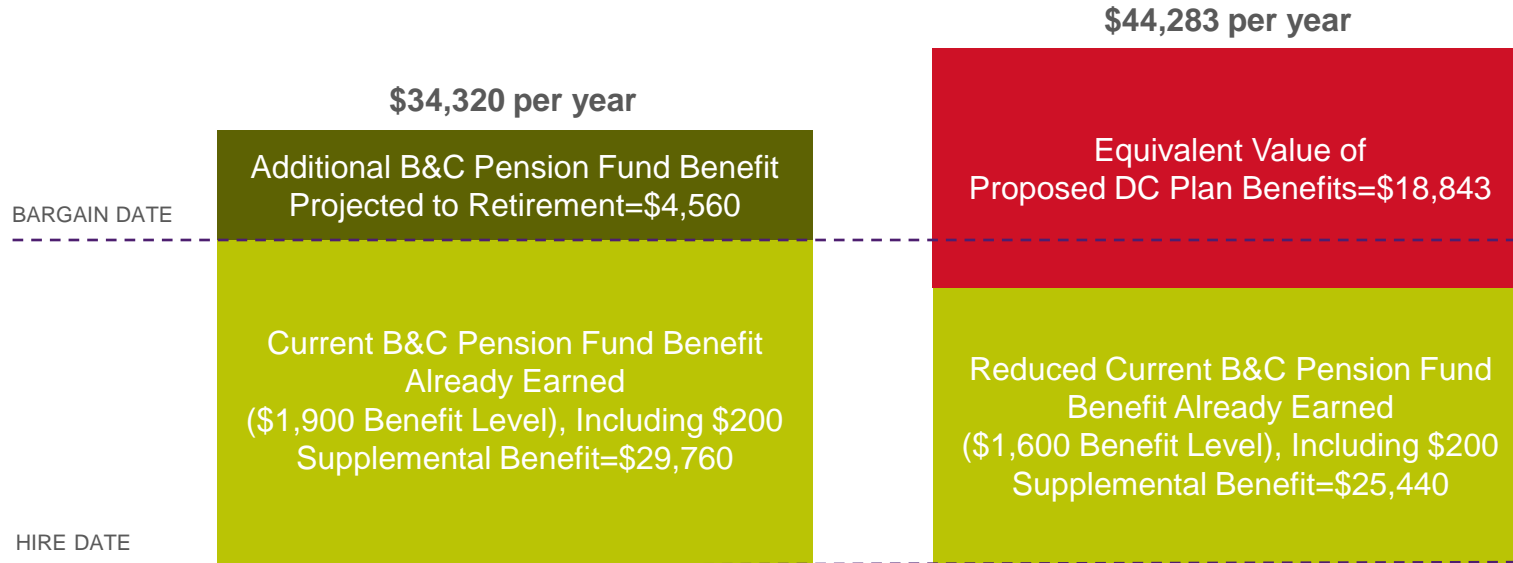 $44,283 per year
$34,320 per year
Additional B&C Pension Fund Benefit
Projected to Retirement=$4,560
Equivalent Value of
Proposed DC Plan Benefits=$18,843
BARGAIN DATE
Current B&C Pension Fund Benefit
Already Earned
($1,900 Benefit Level), Including $200
Supplemental Benefit=$29,760
Reduced Current B&C Pension Fund
Benefit Already Earned
($1,600 Benefit Level), Including $200
Supplemental Benefit=$25,440
HIRE DATE